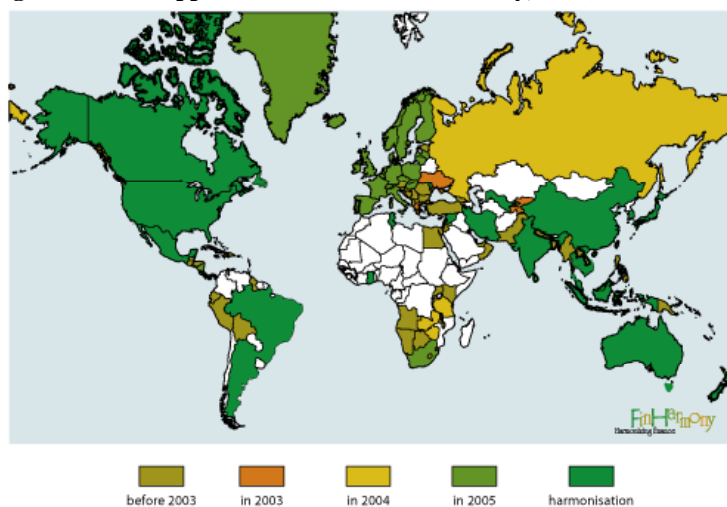 FinHarmony
Harmonising finance
before 2003
in 2003
in 2004
in 2005
harmonisation